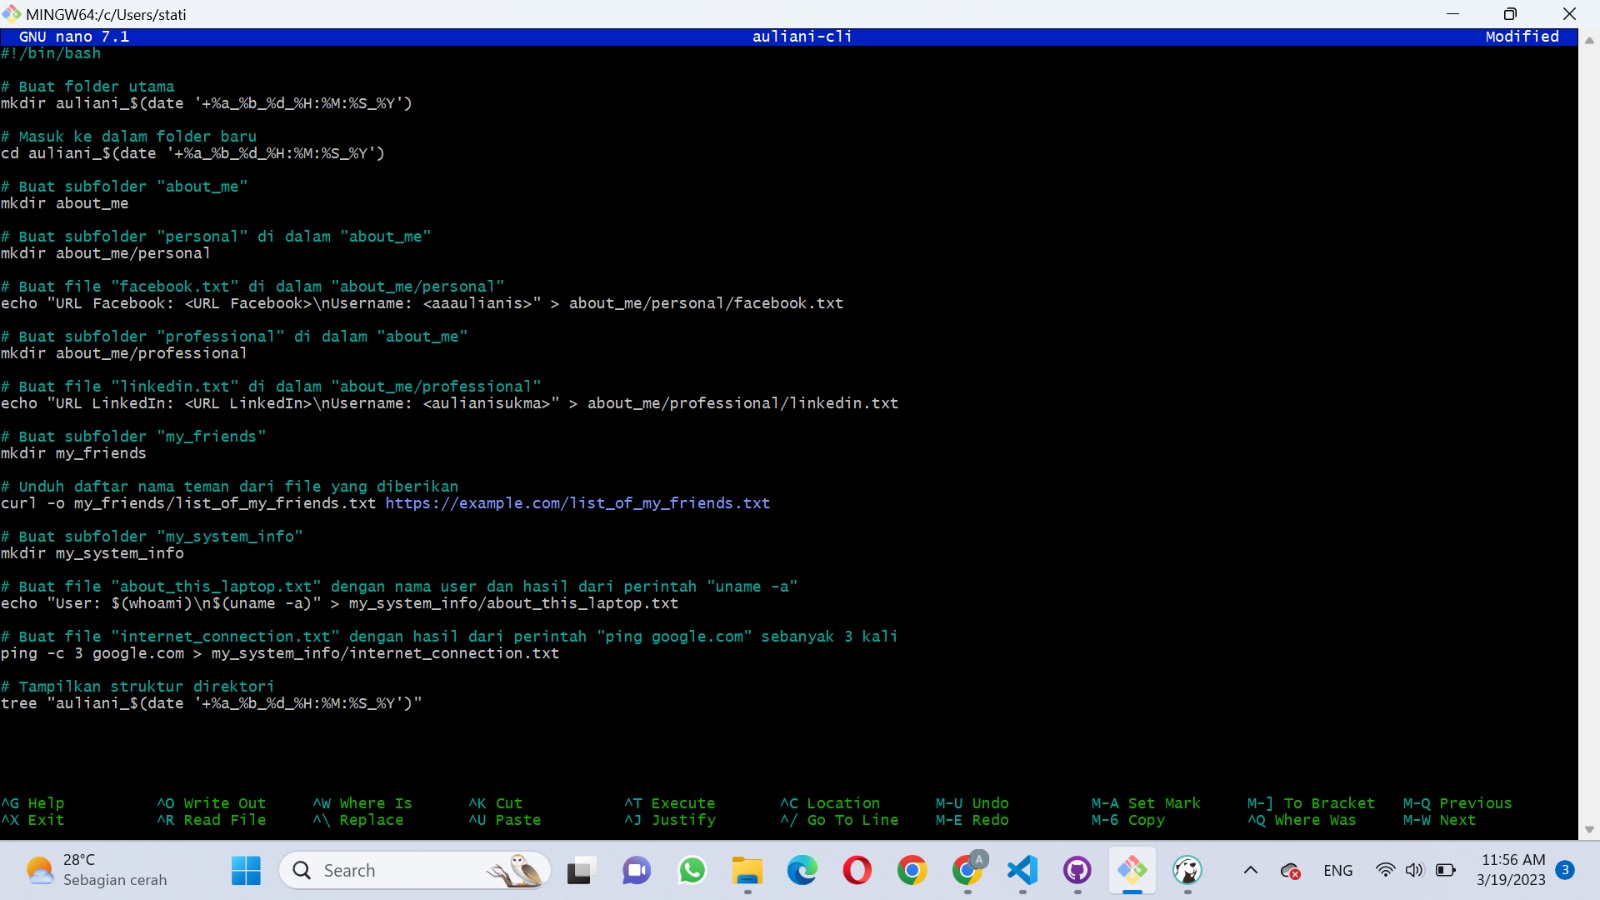 MINGW64:/c/Users/stati
GNU nano 7.1 auliani-cli Modified
#!/bin/bash
# Buat folder utama
mkdir auliani_$(date '+%a_%b_%d_%H:%M:%S_%Y')
# Masuk ke dalam folder baru
cd auliani_$(date '+%a_%b_%d_%H:%M:%S_%Y')
# Buat subfolder "about_me"
mkdir about_me
# Buat subfolder "personal" di dalam "about_me"
mkdir about_me/personal
# Buat file "facebook.txt" di dalam "about_me/personal"
echo "URL Facebook: <URL Facebook>\nUsername: <aaaulianis>" > about_me/personal/facebook.txt
# Buat subfolder "professional" di dalam "about_me"
mkdir about_me/professional
# Buat file "linkedin.txt" di dalam "about_me/professional"
echo "URL LinkedIn: <URL LinkedIn>\nUsername: <aulianisukma>" > about_me/professional/linkedin.txt
# Buat subfolder "my_friends"
mkdir my_friends
# Unduh daftar nama teman dari file yang diberikan
curl -o my_friends/list_of_my_friends.txt https://example.com/list_of_my_friends.txt
# Buat subfolder "my_system_info"
mkdir my_system_info
# Buat file "about_this_laptop.txt" dengan nama user dan hasil dari perintah "uname -a"
echo "User: $(whoami)\n$(uname -a)" > my_system_info/about_this_laptop.txt
# Buat file "internet_connection.txt" dengan hasil dari perintah "ping google.com" sebanyak 3 kali
ping -c 3 google.com > my_system_info/internet_connection.txt
# Tampilkan struktur direktori
tree "auliani_$(date '+%a_%b_%d_%H:%M:%S_%Y')"
^G Help ^O Write Out ^W Where Is ^K Cut ^T Execute ^C Location M-U Undo M-A Set Mark M-] To Bracket M-Q Previous
^X Exit ^R Read File ^\ Replace ^U Paste ^J Justify ^/ Go To Line M-E Redo M-6 Copy ^Q Where Was M-W Next
28°C
Sebagian cerah
Search
A
ENG
11:56 AM
3/19/2023
3